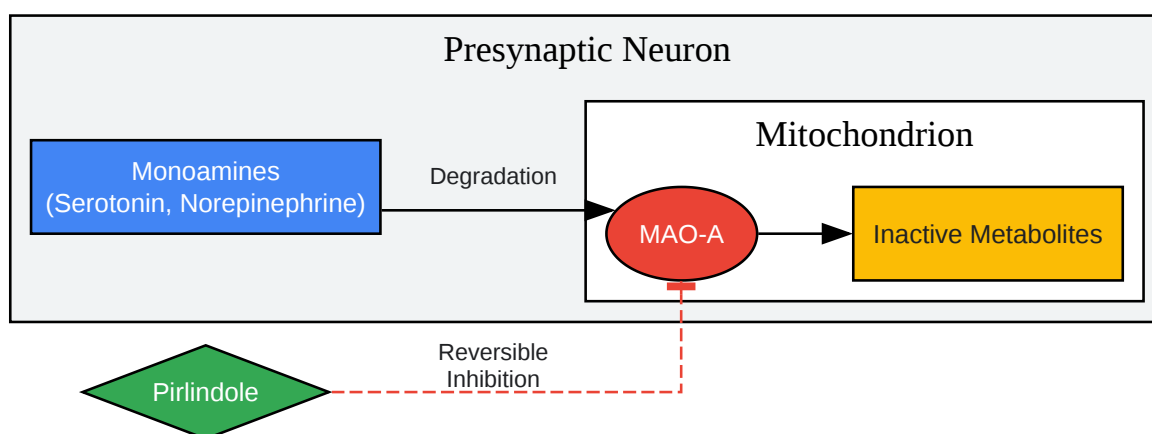 Presynaptic Neuron
Mitochondrion
Monoamines
(Serotonin, Norepinephrine)
Degradation
MAO-A
Inactive Metabolites
Reversible
Inhibition
Pirlindole